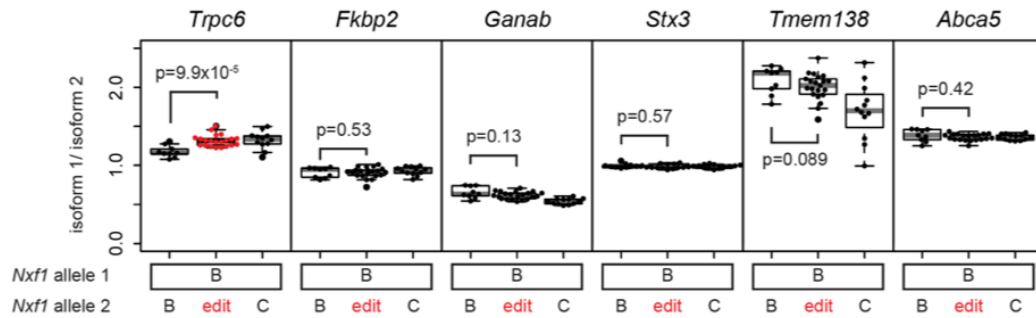 Trpc6 Fkbp2 Ganab Stx3 Tmem138 Abca5
isoform 1/ isoform 2
2.0
1.0
0.0
p=9.9x10⁻⁵
p=0.53
p=0.13
p=0.57
p=0.089
p=0.42
Nxf1 allele 1 B B B B B B
Nxf1 allele 2 B edit C B edit C B edit C B edit C B edit C B edit C